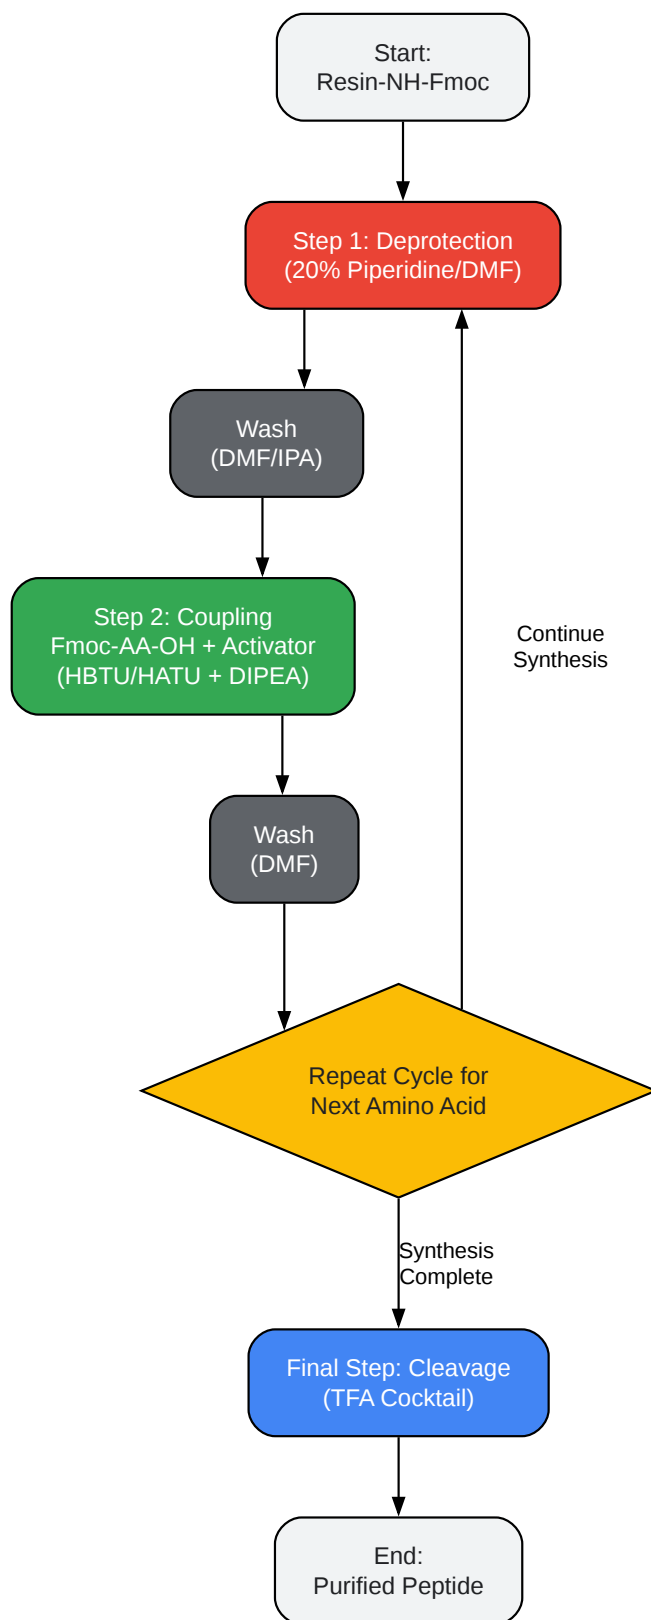 Start:
Resin-NH-Fmoc
Step 1: Deprotection
(20% Piperidine/DMF)
Wash
(DMF/IPA)
Step 2: Coupling
Fmoc-AA-OH + Activator
(HBTU/HATU + DIPEA)
Continue
Synthesis
Wash
(DMF)
Repeat Cycle for
Next Amino Acid
Synthesis
Complete
Final Step: Cleavage
(TFA Cocktail)
End:
Purified Peptide